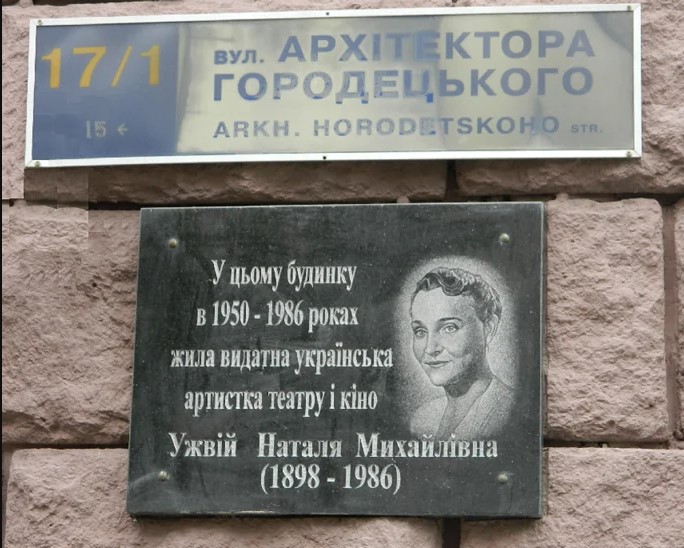 17/1
ВУЛ. АРХІТЕКТОРА
ГОРОДЕЦЬКОГО
15 ←
ARKH. HORODETSKOHO STR.
У цьому будинку
в 1950 - 1986 роках
жила видатна українська
артистка театру і кіно
Ужвій Наталя Михайлівна
(1898 - 1986)